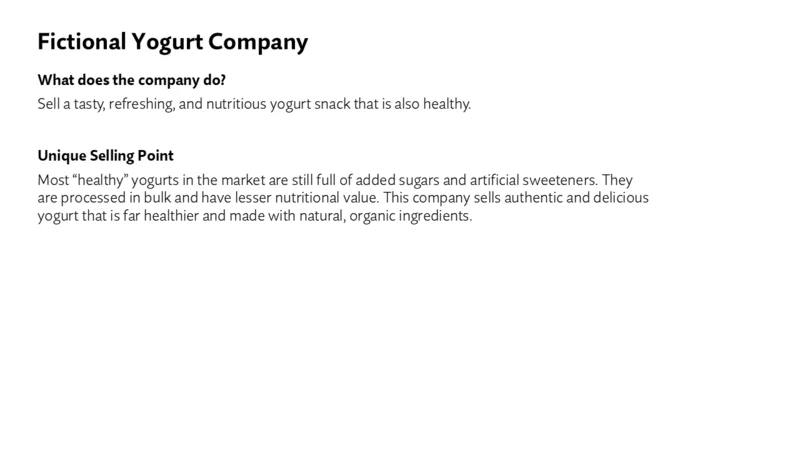 Fictional Yogurt Company
What does the company do?
Sell a tasty, refreshing, and nutritious yogurt snack that is also healthy.
Unique Selling Point
Most “healthy” yogurts in the market are still full of added sugars and artificial sweeteners. They
are processed in bulk and have lesser nutritional value. This company sells authentic and delicious
yogurt that is far healthier and made with natural, organic ingredients.